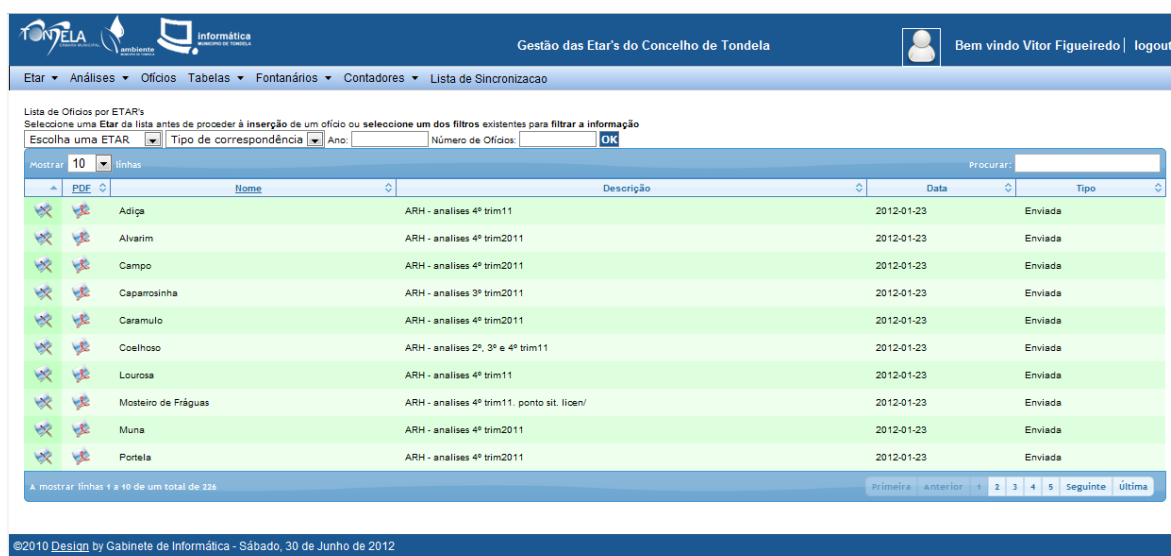 TONDELA
CÂMARA MUNICIPAL
ambiente
MUNICÍPIO DE TONDELA
informática
MUNICÍPIO DE TONDELA
Gestão das Etar's do Concelho de Tondela
Bem vindo Vitor Figueiredo | logout
Etar Análises Ofícios Tabelas Fontanários Contadores Lista de Sincronizacao
Lista de Oficios por ETAR's
Seleccione uma Etar da lista antes de proceder à inserção de um ofício ou seleccione um dos filtros existentes para filtrar a informação
Escolha uma ETAR Tipo de correspondência Ano: Número de Ofícios: OK
Mostrar 10 linhas Procurar:
PDF Nome Descrição Data Tipo
Adiça ARH - analises 4º trim11 2012-01-23 Enviada
Alvarim ARH - analises 4º trim2011 2012-01-23 Enviada
Campo ARH - analises 4º trim2011 2012-01-23 Enviada
Caparrosinha ARH - analises 3º trim2011 2012-01-23 Enviada
Caramulo ARH - analises 4º trim2011 2012-01-23 Enviada
Coelhoso ARH - analises 2º, 3º e 4º trim11 2012-01-23 Enviada
Lourosa ARH - analises 4º trim11 2012-01-23 Enviada
Mosteiro de Fráguas ARH - analises 4º trim11. ponto sit. licen/ 2012-01-23 Enviada
Muna ARH - analises 4º trim2011 2012-01-23 Enviada
Portela ARH - analises 4º trim2011 2012-01-23 Enviada
A mostrar linhas 1 a 10 de um total de 226 Primeira Anterior 1 2 3 4 5 Seguinte Última
©2010 Design by Gabinete de Informática - Sábado, 30 de Junho de 2012